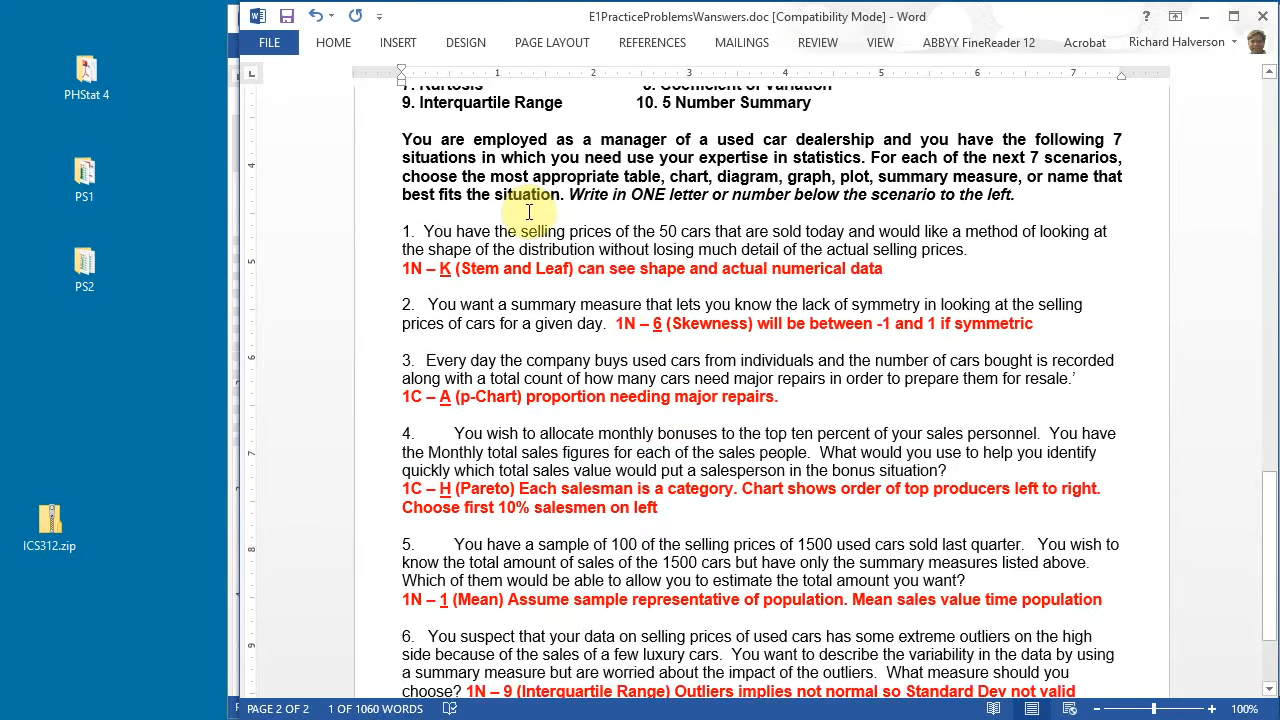 E1PracticeProblemsWanswers.doc [Compatibility Mode] - Word
FILE HOME INSERT DESIGN PAGE LAYOUT REFERENCES MAILINGS REVIEW VIEW ABBYY FineReader 12 Acrobat Richard Halverson
PHStat 4
PS1
PS2
ICS312.zip
L
1 2 3 4 5 6 7
7. Kurtosis 8. Coefficient of Variation
9. Interquartile Range 10. 5 Number Summary
You are employed as a manager of a used car dealership and you have the following 7
situations in which you need use your expertise in statistics. For each of the next 7 scenarios,
choose the most appropriate table, chart, diagram, graph, plot, summary measure, or name that
best fits the situation. Write in ONE letter or number below the scenario to the left.
1. You have the selling prices of the 50 cars that are sold today and would like a method of looking at
the shape of the distribution without losing much detail of the actual selling prices.
1N – K (Stem and Leaf) can see shape and actual numerical data
2. You want a summary measure that lets you know the lack of symmetry in looking at the selling
prices of cars for a given day. 1N – 6 (Skewness) will be between -1 and 1 if symmetric
3. Every day the company buys used cars from individuals and the number of cars bought is recorded
along with a total count of how many cars need major repairs in order to prepare them for resale.’
1C – A (p-Chart) proportion needing major repairs.
4. You wish to allocate monthly bonuses to the top ten percent of your sales personnel. You have
the Monthly total sales figures for each of the sales people. What would you use to help you identify
quickly which total sales value would put a salesperson in the bonus situation?
1C – H (Pareto) Each salesman is a category. Chart shows order of top producers left to right.
Choose first 10% salesmen on left
5. You have a sample of 100 of the selling prices of 1500 used cars sold last quarter. You wish to
know the total amount of sales of the 1500 cars but have only the summary measures listed above.
Which of them would be able to allow you to estimate the total amount you want?
1N – 1 (Mean) Assume sample representative of population. Mean sales value time population
6. You suspect that your data on selling prices of used cars has some extreme outliers on the high
side because of the sales of a few luxury cars. You want to describe the variability in the data by using
a summary measure but are worried about the impact of the outliers. What measure should you
choose? 1N – 9 (Interquartile Range) Outliers implies not normal so Standard Dev not valid
4
5
6
7
8
9
PAGE 2 OF 2 1 OF 1060 WORDS 100%